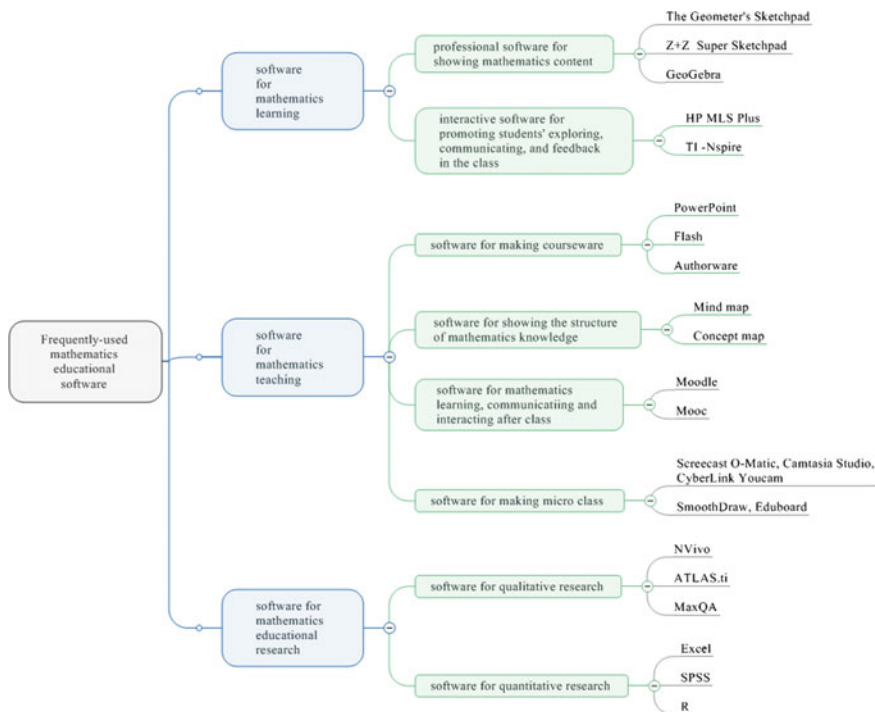 Frequently-used
mathematics
educational
software
software
for
mathematics
learning
professional software for
showing mathematics content
The Geometer's Sketchpad
Z+Z Super Sketchpad
GeoGebra
interactive software for
promoting students' exploring,
communicating, and feedback
in the class
HP MLS Plus
TI -Nspire
software
for
mathematics
teaching
software for making courseware
PowerPoint
Flash
Authorware
software for showing the structure
of mathematics knowledge
Mind map
Concept map
software for mathematics
learning, communicatiing and
interacting after class
Moodle
Mooc
software for making micro class
Screecast O-Matic, Camtasia Studio,
CyberLink Youcam
SmoothDraw, Eduboard
software for
mathematics
educational
research
software for qualitative research
NVivo
ATLAS.ti
MaxQA
software for quantitative research
Excel
SPSS
R